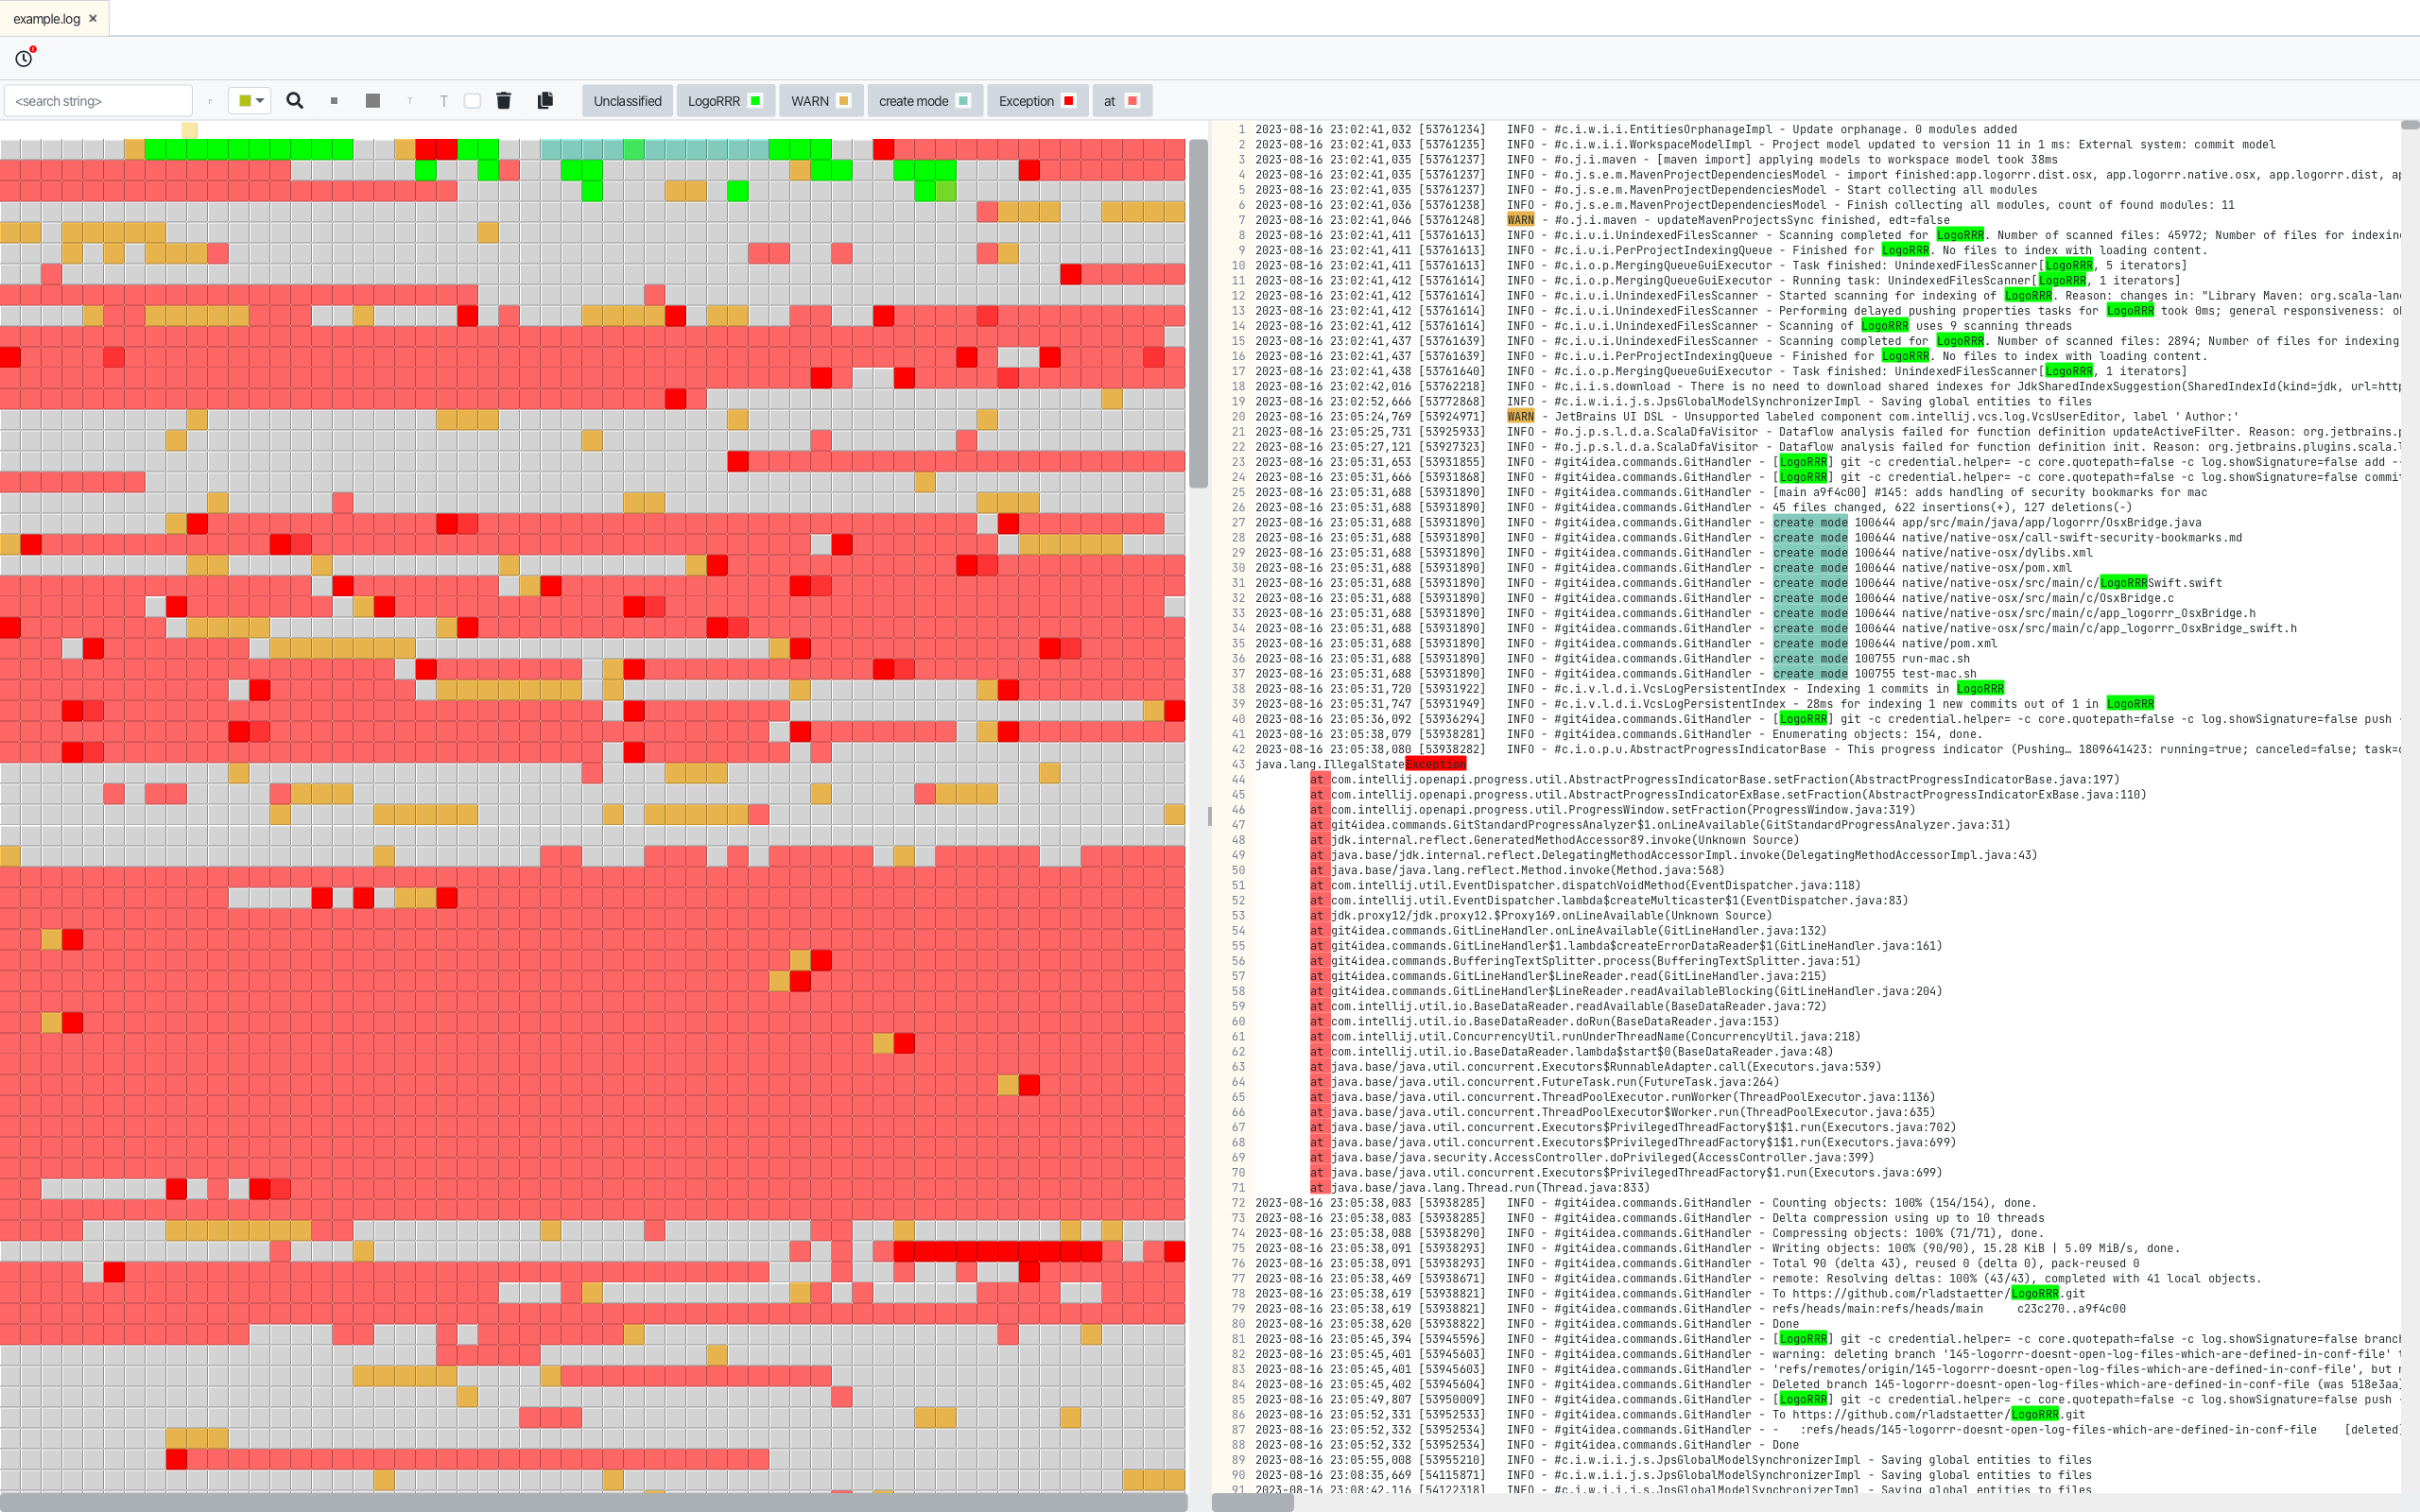 example.log ×
<search string> T T Unclassified LogoRRR WARN create mode Exception at
1 2023-08-16 23:02:41,032 [53761234] INFO - #c.i.w.i.i.EntitiesOrphanageImpl - Update orphanage. 0 modules added
2 2023-08-16 23:02:41,033 [53761235] INFO - #c.i.w.i.i.WorkspaceModelImpl - Project model updated to version 11 in 1 ms: External system: commit model
3 2023-08-16 23:02:41,035 [53761237] INFO - #o.j.i.maven - [maven import] applying models to workspace model took 38ms
4 2023-08-16 23:02:41,035 [53761237] INFO - #o.j.s.e.m.MavenProjectDependenciesModel - import finished:app.logorrr.dist.osx, app.logorrr.native.osx, app.logorrr.dist, ap
5 2023-08-16 23:02:41,035 [53761237] INFO - #o.j.s.e.m.MavenProjectDependenciesModel - Start collecting all modules
6 2023-08-16 23:02:41,036 [53761238] INFO - #o.j.s.e.m.MavenProjectDependenciesModel - Finish collecting all modules, count of found modules: 11
7 2023-08-16 23:02:41,046 [53761248] WARN - #o.j.i.maven - updateMavenProjectsSync finished, edt=false
8 2023-08-16 23:02:41,411 [53761613] INFO - #c.i.u.i.UnindexedFilesScanner - Scanning completed for LogoRRR. Number of scanned files: 45972; Number of files for indexin
9 2023-08-16 23:02:41,411 [53761613] INFO - #c.i.u.i.PerProjectIndexingQueue - Finished for LogoRRR. No files to index with loading content.
10 2023-08-16 23:02:41,411 [53761613] INFO - #c.i.o.p.MergingQueueGuiExecutor - Task finished: UnindexedFilesScanner[LogoRRR, 5 iterators]
11 2023-08-16 23:02:41,412 [53761614] INFO - #c.i.o.p.MergingQueueGuiExecutor - Running task: UnindexedFilesScanner[LogoRRR, 1 iterators]
12 2023-08-16 23:02:41,412 [53761614] INFO - #c.i.u.i.UnindexedFilesScanner - Started scanning for indexing of LogoRRR. Reason: changes in: "Library Maven: org.scala-lan
13 2023-08-16 23:02:41,412 [53761614] INFO - #c.i.u.i.UnindexedFilesScanner - Performing delayed pushing properties tasks for LogoRRR took 0ms; general responsiveness: o
14 2023-08-16 23:02:41,412 [53761614] INFO - #c.i.u.i.UnindexedFilesScanner - Scanning of LogoRRR uses 9 scanning threads
15 2023-08-16 23:02:41,437 [53761639] INFO - #c.i.u.i.UnindexedFilesScanner - Scanning completed for LogoRRR. Number of scanned files: 2894; Number of files for indexing
16 2023-08-16 23:02:41,437 [53761639] INFO - #c.i.u.i.PerProjectIndexingQueue - Finished for LogoRRR. No files to index with loading content.
17 2023-08-16 23:02:41,438 [53761640] INFO - #c.i.o.p.MergingQueueGuiExecutor - Task finished: UnindexedFilesScanner[LogoRRR, 1 iterators]
18 2023-08-16 23:02:42,016 [53762218] INFO - #c.i.i.s.download - There is no need to download shared indexes for JdkSharedIndexSuggestion(SharedIndexId(kind=jdk, url=http
19 2023-08-16 23:02:52,666 [53772868] INFO - #c.i.w.i.i.j.s.JpsGlobalModelSynchronizerImpl - Saving global entities to files
20 2023-08-16 23:05:24,769 [53924971] WARN - JetBrains UI DSL - Unsupported labeled component com.intellij.vcs.log.VcsUserEditor, label ' Author:'
21 2023-08-16 23:05:25,731 [53925933] INFO - #o.j.p.s.l.d.a.ScalaDfaVisitor - Dataflow analysis failed for function definition updateActiveFilter. Reason: org.jetbrains.p
22 2023-08-16 23:05:27,121 [53927323] INFO - #o.j.p.s.l.d.a.ScalaDfaVisitor - Dataflow analysis failed for function definition init. Reason: org.jetbrains.plugins.scala.l
23 2023-08-16 23:05:31,653 [53931855] INFO - #git4idea.commands.GitHandler - [LogoRRR] git -c credential.helper= -c core.quotepath=false -c log.showSignature=false add -
24 2023-08-16 23:05:31,666 [53931868] INFO - #git4idea.commands.GitHandler - [LogoRRR] git -c credential.helper= -c core.quotepath=false -c log.showSignature=false commi
25 2023-08-16 23:05:31,688 [53931890] INFO - #git4idea.commands.GitHandler - [main a9f4c00] #145: adds handling of security bookmarks for mac
26 2023-08-16 23:05:31,688 [53931890] INFO - #git4idea.commands.GitHandler - 45 files changed, 622 insertions(+), 127 deletions(-)
27 2023-08-16 23:05:31,688 [53931890] INFO - #git4idea.commands.GitHandler - create mode 100644 app/src/main/java/app/logorrr/OsxBridge.java
28 2023-08-16 23:05:31,688 [53931890] INFO - #git4idea.commands.GitHandler - create mode 100644 native/native-osx/call-swift-security-bookmarks.md
29 2023-08-16 23:05:31,688 [53931890] INFO - #git4idea.commands.GitHandler - create mode 100644 native/native-osx/dylibs.xml
30 2023-08-16 23:05:31,688 [53931890] INFO - #git4idea.commands.GitHandler - create mode 100644 native/native-osx/pom.xml
31 2023-08-16 23:05:31,688 [53931890] INFO - #git4idea.commands.GitHandler - create mode 100644 native/native-osx/src/main/c/LogoRRRSwift.swift
32 2023-08-16 23:05:31,688 [53931890] INFO - #git4idea.commands.GitHandler - create mode 100644 native/native-osx/src/main/c/OsxBridge.c
33 2023-08-16 23:05:31,688 [53931890] INFO - #git4idea.commands.GitHandler - create mode 100644 native/native-osx/src/main/c/app_logorrr_OsxBridge.h
34 2023-08-16 23:05:31,688 [53931890] INFO - #git4idea.commands.GitHandler - create mode 100644 native/native-osx/src/main/c/app_logorrr_OsxBridge_swift.h
35 2023-08-16 23:05:31,688 [53931890] INFO - #git4idea.commands.GitHandler - create mode 100644 native/pom.xml
36 2023-08-16 23:05:31,688 [53931890] INFO - #git4idea.commands.GitHandler - create mode 100755 run-mac.sh
37 2023-08-16 23:05:31,688 [53931890] INFO - #git4idea.commands.GitHandler - create mode 100755 test-mac.sh
38 2023-08-16 23:05:31,720 [53931922] INFO - #c.i.v.l.d.i.VcsLogPersistentIndex - Indexing 1 commits in LogoRRR
39 2023-08-16 23:05:31,747 [53931949] INFO - #c.i.v.l.d.i.VcsLogPersistentIndex - 28ms for indexing 1 new commits out of 1 in LogoRRR
40 2023-08-16 23:05:36,092 [53936294] INFO - #git4idea.commands.GitHandler - [LogoRRR] git -c credential.helper= -c core.quotepath=false -c log.showSignature=false push -
41 2023-08-16 23:05:38,079 [53938281] INFO - #git4idea.commands.GitHandler - Enumerating objects: 154, done.
42 2023-08-16 23:05:38,080 [53938282] INFO - #c.i.o.p.u.AbstractProgressIndicatorBase - This progress indicator (Pushing… 1809641423: running=true; canceled=false; task=
43 java.lang.IllegalStateException
44 at com.intellij.openapi.progress.util.AbstractProgressIndicatorBase.setFraction(AbstractProgressIndicatorBase.java:197)
45 at com.intellij.openapi.progress.util.AbstractProgressIndicatorExBase.setFraction(AbstractProgressIndicatorExBase.java:110)
46 at com.intellij.openapi.progress.util.ProgressWindow.setFraction(ProgressWindow.java:319)
47 at git4idea.commands.GitStandardProgressAnalyzer$1.onLineAvailable(GitStandardProgressAnalyzer.java:31)
48 at jdk.internal.reflect.GeneratedMethodAccessor89.invoke(Unknown Source)
49 at java.base/jdk.internal.reflect.DelegatingMethodAccessorImpl.invoke(DelegatingMethodAccessorImpl.java:43)
50 at java.base/java.lang.reflect.Method.invoke(Method.java:568)
51 at com.intellij.util.EventDispatcher.dispatchVoidMethod(EventDispatcher.java:118)
52 at com.intellij.util.EventDispatcher.lambda$createMulticaster$1(EventDispatcher.java:83)
53 at jdk.proxy12/jdk.proxy12.$Proxy169.onLineAvailable(Unknown Source)
54 at git4idea.commands.GitLineHandler.onLineAvailable(GitLineHandler.java:132)
55 at git4idea.commands.GitLineHandler$1.lambda$createErrorDataReader$1(GitLineHandler.java:161)
56 at git4idea.commands.BufferingTextSplitter.process(BufferingTextSplitter.java:51)
57 at git4idea.commands.GitLineHandler$LineReader.read(GitLineHandler.java:215)
58 at git4idea.commands.GitLineHandler$LineReader.readAvailableBlocking(GitLineHandler.java:204)
59 at com.intellij.util.io.BaseDataReader.readAvailable(BaseDataReader.java:72)
60 at com.intellij.util.io.BaseDataReader.doRun(BaseDataReader.java:153)
61 at com.intellij.util.ConcurrencyUtil.runUnderThreadName(ConcurrencyUtil.java:218)
62 at com.intellij.util.io.BaseDataReader.lambda$start$0(BaseDataReader.java:48)
63 at java.base/java.util.concurrent.Executors$RunnableAdapter.call(Executors.java:539)
64 at java.base/java.util.concurrent.FutureTask.run(FutureTask.java:264)
65 at java.base/java.util.concurrent.ThreadPoolExecutor.runWorker(ThreadPoolExecutor.java:1136)
66 at java.base/java.util.concurrent.ThreadPoolExecutor$Worker.run(ThreadPoolExecutor.java:635)
67 at java.base/java.util.concurrent.Executors$PrivilegedThreadFactory$1$1.run(Executors.java:702)
68 at java.base/java.util.concurrent.Executors$PrivilegedThreadFactory$1$1.run(Executors.java:699)
69 at java.base/java.security.AccessController.doPrivileged(AccessController.java:399)
70 at java.base/java.util.concurrent.Executors$PrivilegedThreadFactory$1.run(Executors.java:699)
71 at java.base/java.lang.Thread.run(Thread.java:833)
72 2023-08-16 23:05:38,083 [53938285] INFO - #git4idea.commands.GitHandler - Counting objects: 100% (154/154), done.
73 2023-08-16 23:05:38,083 [53938285] INFO - #git4idea.commands.GitHandler - Delta compression using up to 10 threads
74 2023-08-16 23:05:38,088 [53938290] INFO - #git4idea.commands.GitHandler - Compressing objects: 100% (71/71), done.
75 2023-08-16 23:05:38,091 [53938293] INFO - #git4idea.commands.GitHandler - Writing objects: 100% (90/90), 15.28 KiB | 5.09 MiB/s, done.
76 2023-08-16 23:05:38,091 [53938293] INFO - #git4idea.commands.GitHandler - Total 90 (delta 43), reused 0 (delta 0), pack-reused 0
77 2023-08-16 23:05:38,469 [53938671] INFO - #git4idea.commands.GitHandler - remote: Resolving deltas: 100% (43/43), completed with 41 local objects.
78 2023-08-16 23:05:38,619 [53938821] INFO - #git4idea.commands.GitHandler - To https://github.com/rladstaetter/LogoRRR.git
79 2023-08-16 23:05:38,619 [53938821] INFO - #git4idea.commands.GitHandler - refs/heads/main:refs/heads/main c23c270..a9f4c00
80 2023-08-16 23:05:38,620 [53938822] INFO - #git4idea.commands.GitHandler - Done
81 2023-08-16 23:05:45,394 [53945596] INFO - #git4idea.commands.GitHandler - [LogoRRR] git -c credential.helper= -c core.quotepath=false -c log.showSignature=false branc
82 2023-08-16 23:05:45,401 [53945603] INFO - #git4idea.commands.GitHandler - warning: deleting branch '145-logorrr-doesnt-open-log-files-which-are-defined-in-conf-file' t
83 2023-08-16 23:05:45,401 [53945603] INFO - #git4idea.commands.GitHandler - 'refs/remotes/origin/145-logorrr-doesnt-open-log-files-which-are-defined-in-conf-file', but
84 2023-08-16 23:05:45,402 [53945604] INFO - #git4idea.commands.GitHandler - Deleted branch 145-logorrr-doesnt-open-log-files-which-are-defined-in-conf-file (was 518e3aa)
85 2023-08-16 23:05:49,807 [53950009] INFO - #git4idea.commands.GitHandler - [LogoRRR] git -c credential.helper= -c core.quotepath=false -c log.showSignature=false push -
86 2023-08-16 23:05:52,331 [53952533] INFO - #git4idea.commands.GitHandler - To https://github.com/rladstaetter/LogoRRR.git
87 2023-08-16 23:05:52,332 [53952534] INFO - #git4idea.commands.GitHandler - - :refs/heads/145-logorrr-doesnt-open-log-files-which-are-defined-in-conf-file [deleted]
88 2023-08-16 23:05:52,332 [53952534] INFO - #git4idea.commands.GitHandler - Done
89 2023-08-16 23:05:55,008 [53955210] INFO - #c.i.w.i.i.j.s.JpsGlobalModelSynchronizerImpl - Saving global entities to files
90 2023-08-16 23:08:35,669 [54115871] INFO - #c.i.w.i.i.j.s.JpsGlobalModelSynchronizerImpl - Saving global entities to files
91 2023-08-16 23:08:42,116 [54122318] INFO - #c.i.w.i.i.j.s.JpsGlobalModelSynchronizerImpl - Saving global entities to files